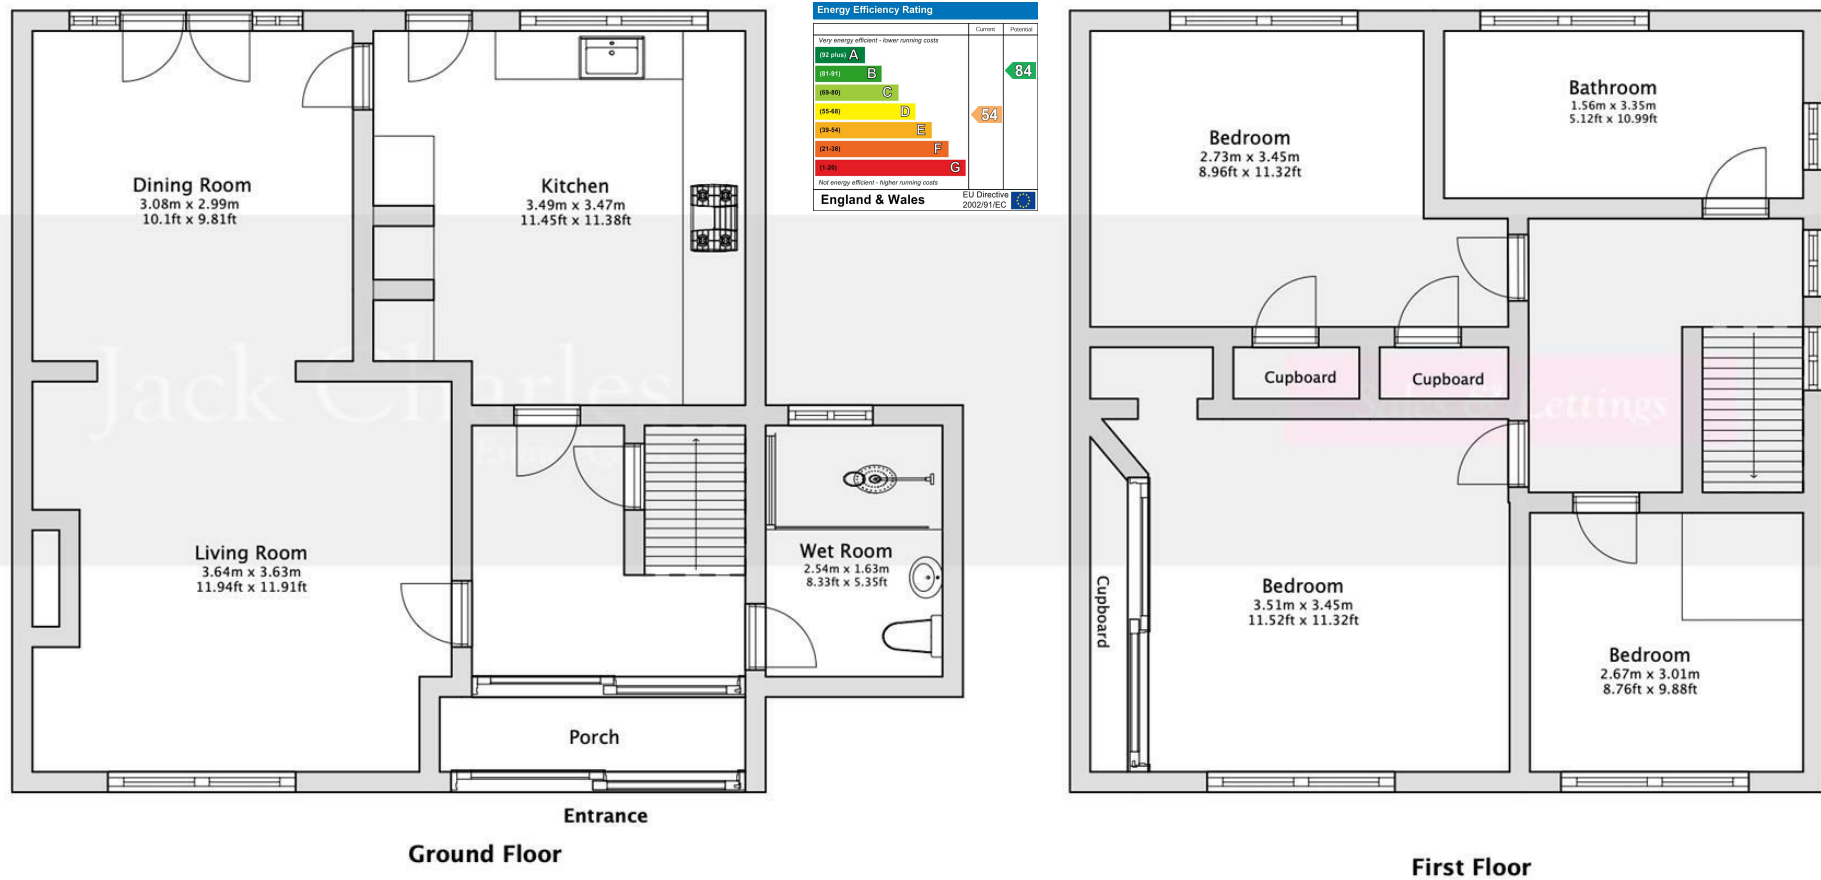 Dining Room
3.08m x 2.99m
10.1ft x 9.81ft
Kitchen
3.49m x 3.47m
11.45ft x 11.38ft
Living Room
3.64m x 3.63m
11.94ft x 11.91ft
Wet Room
2.54m x 1.63m
8.33ft x 5.35ft
Porch
Entrance
Ground Floor
Jack Charles
Energy Efficiency Rating
Current
Potential
Very energy efficient - lower running costs
(92 plus) A
(81-91) B
(69-80) C
(55-68) D
(39-54) E
(21-38) F
(1-20) G
54
84
Not energy efficient - higher running costs
England & Wales
EU Directive
2002/91/EC
Bedroom
2.73m x 3.45m
8.96ft x 11.32ft
Bathroom
1.56m x 3.35m
5.12ft x 10.99ft
Cupboard
Cupboard
Sales & Lettings
Cupboard
Bedroom
3.51m x 3.45m
11.52ft x 11.32ft
Bedroom
2.67m x 3.01m
8.76ft x 9.88ft
First Floor